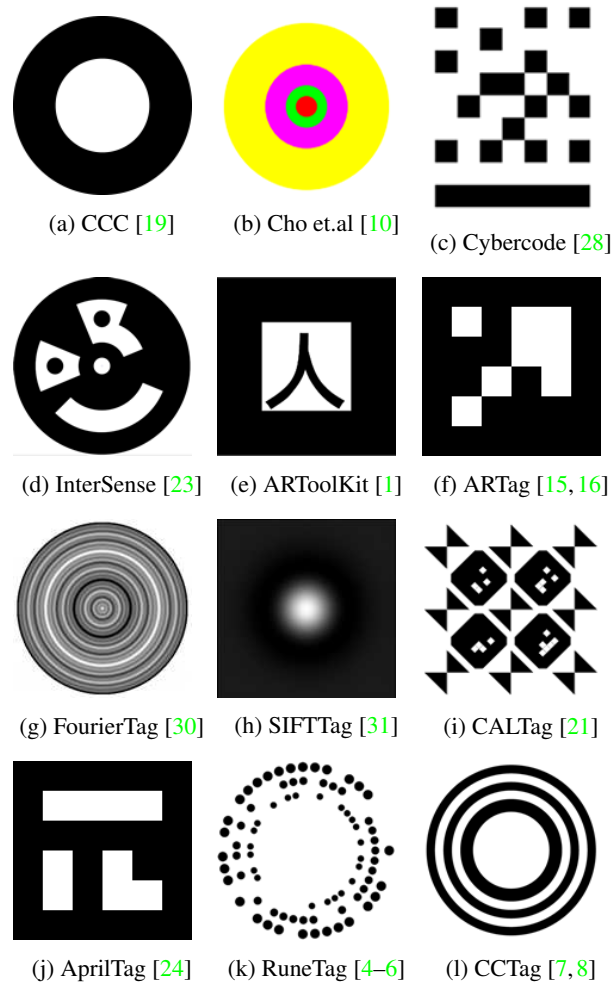 (a) CCC [19]
(b) Cho et.al [10]
(c) Cybercode [28]
人
(d) InterSense [23]
(e) ARToolKit [1]
(f) ARTag [15, 16]
(g) FourierTag [30]
(h) SIFTTag [31]
(i) CALTag [21]
(j) AprilTag [24]
(k) RuneTag [4–6]
(l) CCTag [7, 8]